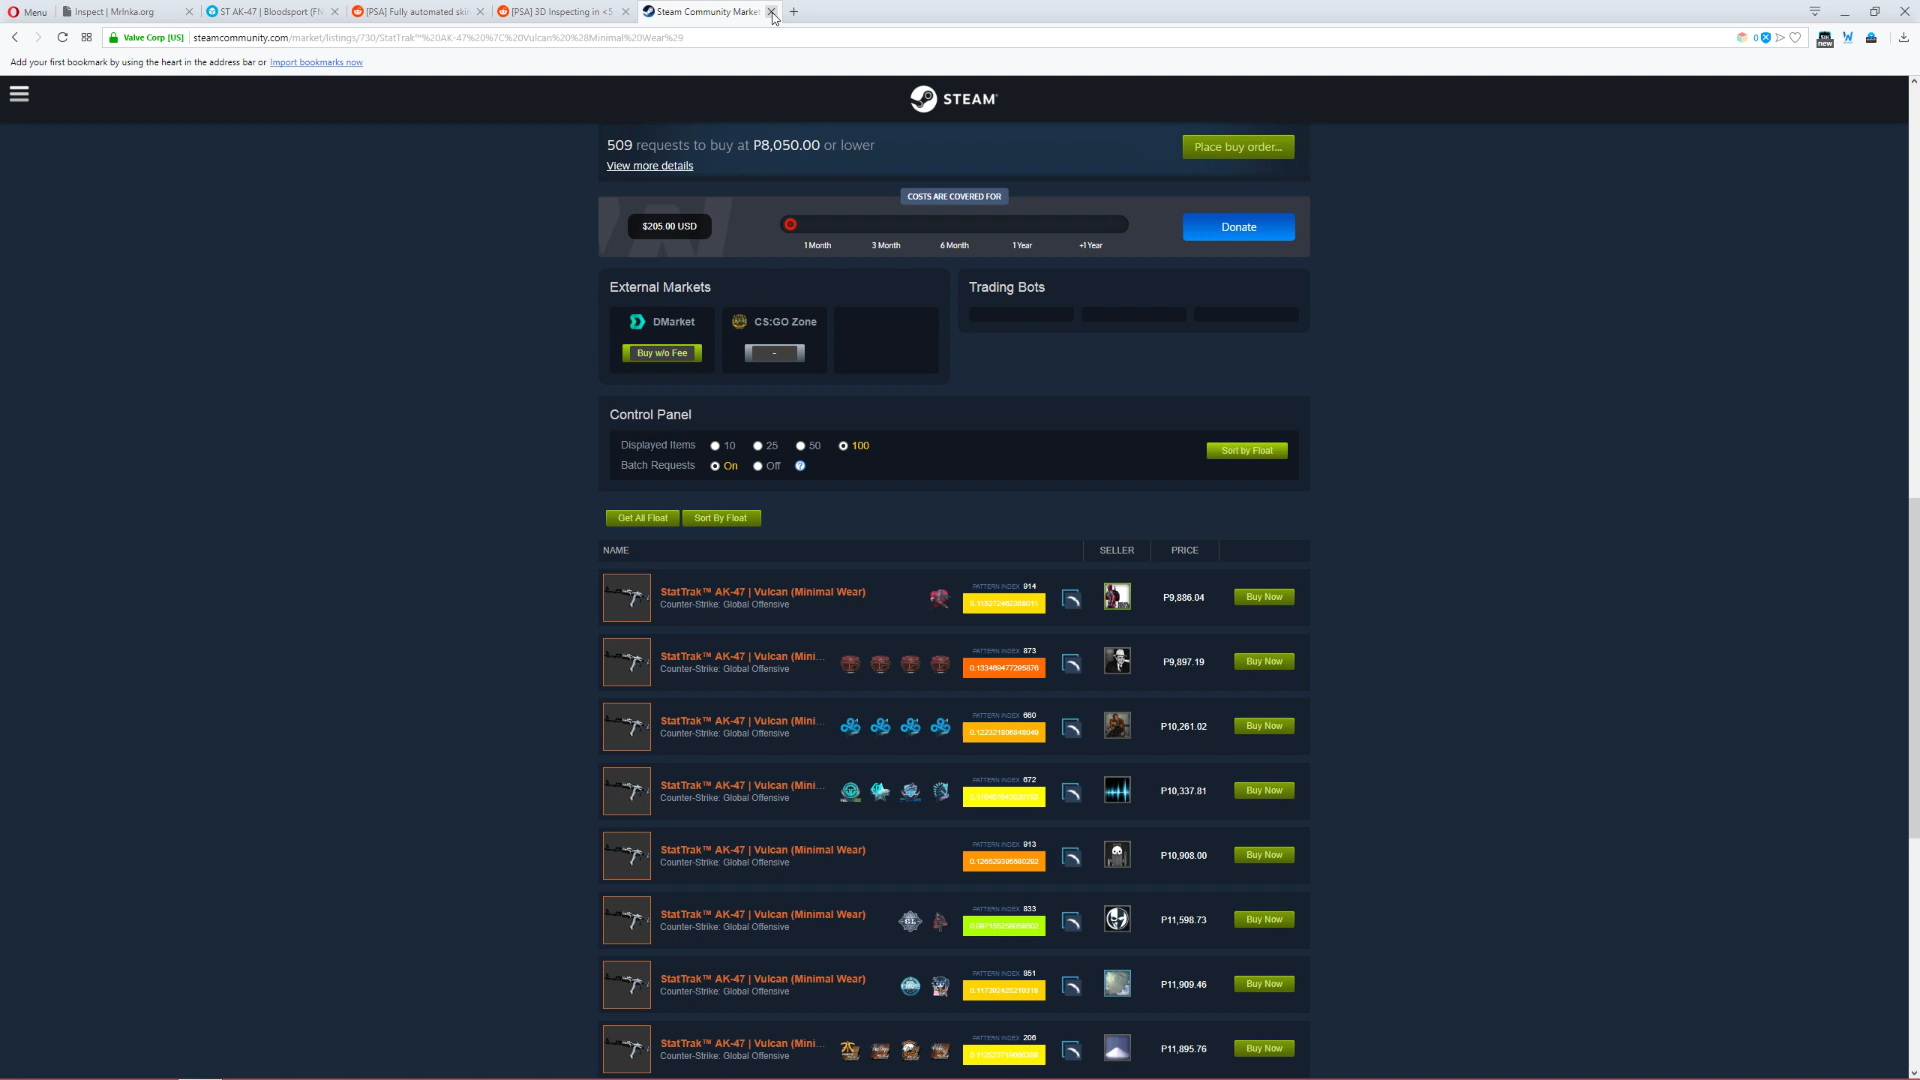 Menu
Inspect | MrInka.org
ST AK-47 | Bloodsport (FN
[PSA] Fully automated skin
[PSA] 3D Inspecting in <5
Steam Community Market
Valve Corp [US] steamcommunity.com/market/listings/730/StatTrak™%20AK-47%20%7C%20Vulcan%20%28Minimal%20Wear%29
0
new
Add your first bookmark by using the heart in the address bar or Import bookmarks now
STEAM
509 requests to buy at P8,050.00 or lower
Place buy order...
View more details
COSTS ARE COVERED FOR
$205.00 USD
Donate
1 Month 3 Month 6 Month 1 Year +1 Year
External Markets
Trading Bots
DMarket
CS:GO Zone
Buy w/o Fee
-
Control Panel
Displayed Items 10 25 50 100
Sort by Float
Batch Requests On Off ?
Get All Float Sort By Float
NAME SELLER PRICE
StatTrak™ AK-47 | Vulcan (Minimal Wear)
Counter-Strike: Global Offensive
PATTERN INDEX 914
P9,886.04
Buy Now
StatTrak™ AK-47 | Vulcan (Mini...
Counter-Strike: Global Offensive
PATTERN INDEX 873
0.133469477295876
P9,897.19
Buy Now
StatTrak™ AK-47 | Vulcan (Mini...
Counter-Strike: Global Offensive
PATTERN INDEX 660
0.122321806848049
P10,261.02
Buy Now
StatTrak™ AK-47 | Vulcan (Mini...
Counter-Strike: Global Offensive
PATTERN INDEX 672
P10,337.81
Buy Now
StatTrak™ AK-47 | Vulcan (Minimal Wear)
Counter-Strike: Global Offensive
PATTERN INDEX 913
P10,908.00
Buy Now
StatTrak™ AK-47 | Vulcan (Minimal Wear)
Counter-Strike: Global Offensive
PATTERN INDEX 833
P11,598.73
Buy Now
StatTrak™ AK-47 | Vulcan (Minimal Wear)
Counter-Strike: Global Offensive
PATTERN INDEX 851
P11,909.46
Buy Now
StatTrak™ AK-47 | Vulcan (Mini...
Counter-Strike: Global Offensive
PATTERN INDEX 206
P11,895.76
Buy Now